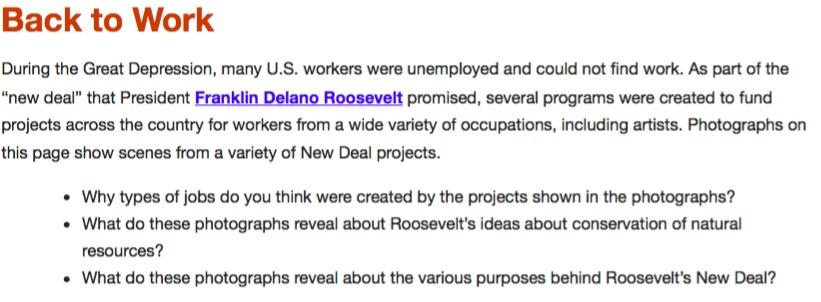 Back to Work
During the Great Depression, many U.S. workers were unemployed and could not find work. As part of the
“new deal” that President Franklin Delano Roosevelt promised, several programs were created to fund
projects across the country for workers from a wide variety of occupations, including artists. Photographs on
this page show scenes from a variety of New Deal projects.
• Why types of jobs do you think were created by the projects shown in the photographs?
• What do these photographs reveal about Roosevelt’s ideas about conservation of natural
resources?
• What do these photographs reveal about the various purposes behind Roosevelt’s New Deal?